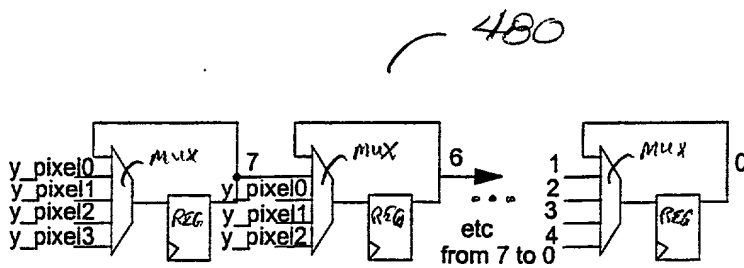 480
y_pixel0
y_pixel1
y_pixel2
y_pixel3
MUX
REG
7
y_pixel0
y_pixel1
y_pixel2
MUX
REG
6
...
etc
from 7 to 0
1
2
3
4
MUX
REG
0